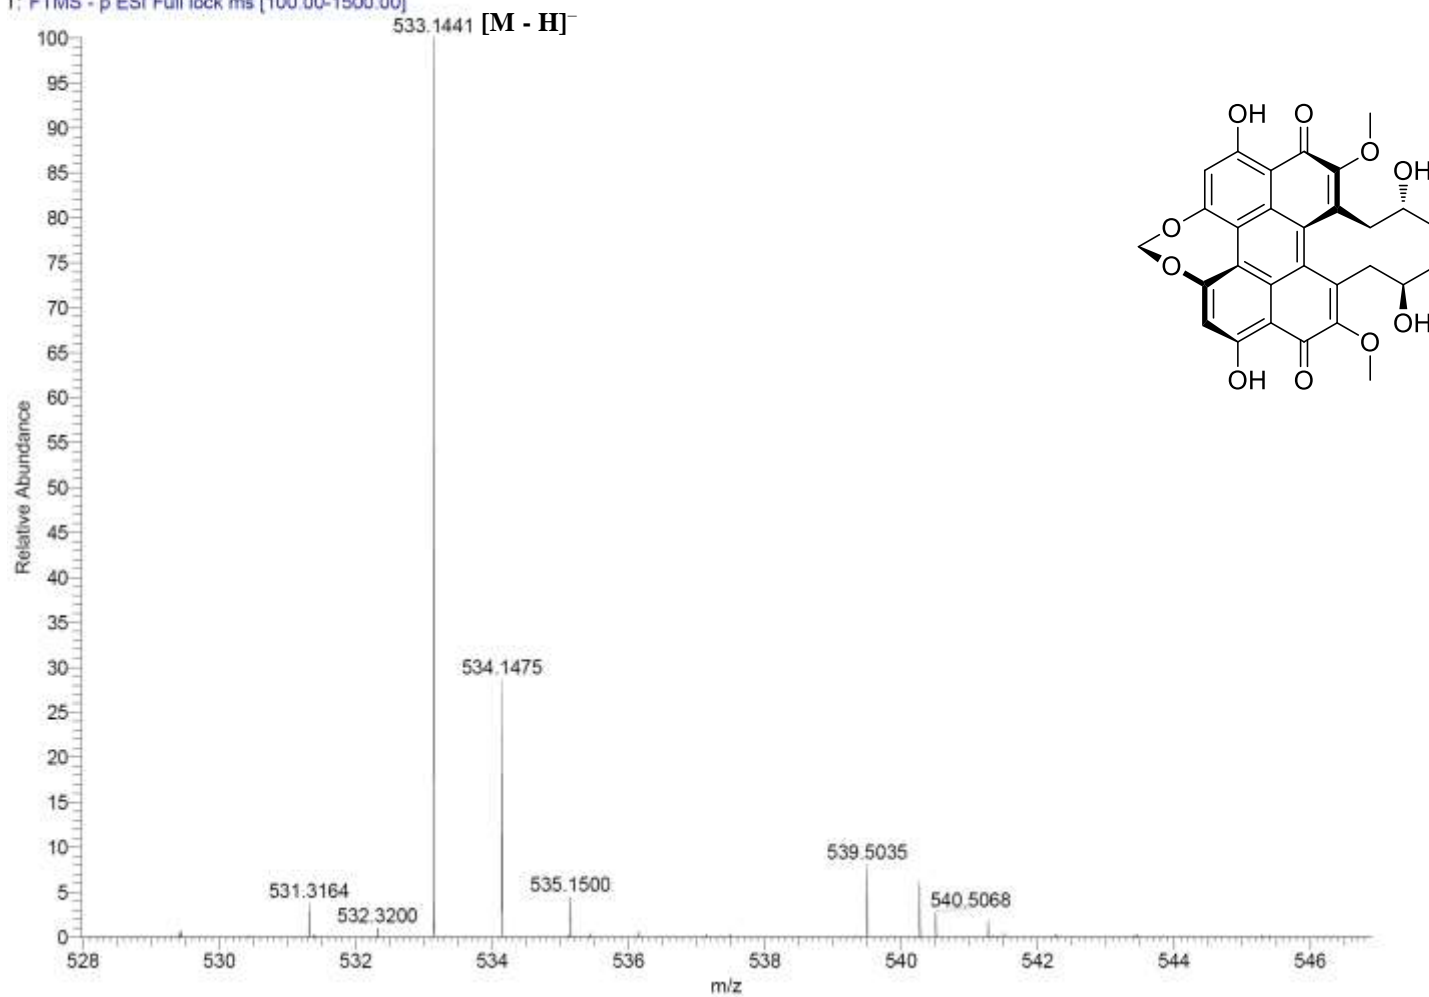 T: FTMS - p ESI Full lock ms [100.00-1500.00]
533.1441 [M - H]⁻
100
95
90
85
80
75
70
65
60
55
50
45
40
35
30
25
20
15
10
5
0
Relative Abundance
534.1475
531.3164
532.3200
535.1500
539.5035
540.5068
528
530
532
534
536
538
540
542
544
546
m/z
OH
O
O
OH
O
O
OH
O
OH
O